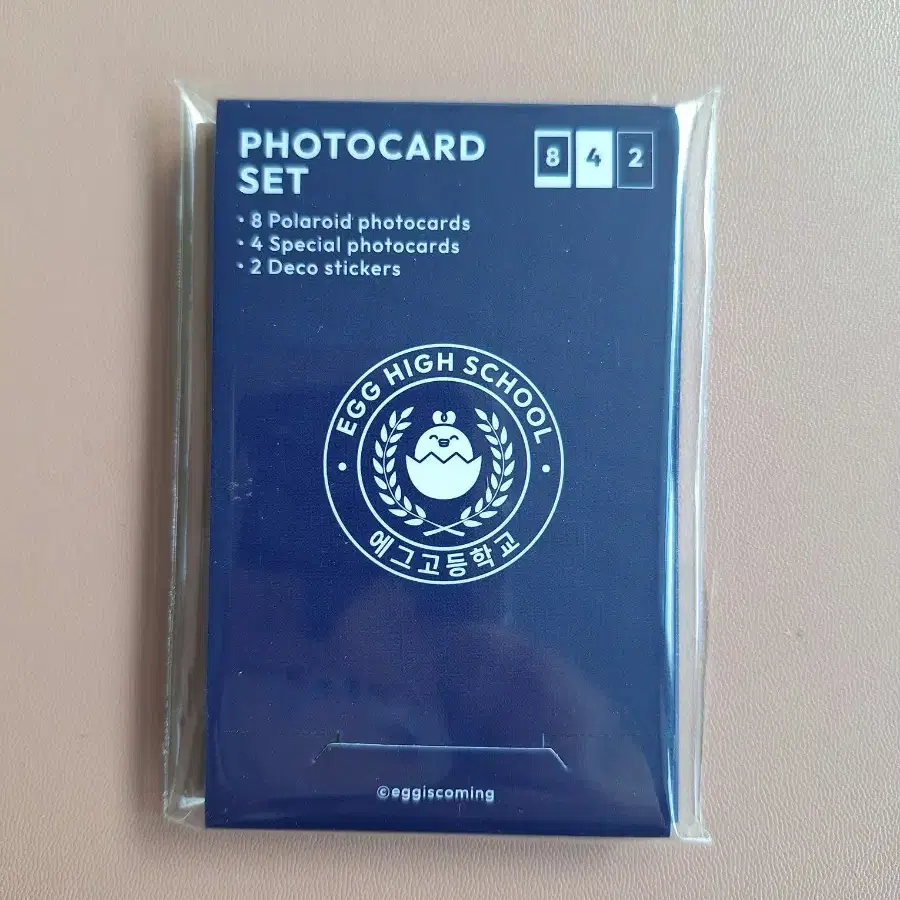 PHOTOCARD
SET
8 4 2
• 8 Polaroid photocards
• 4 Special photocards
• 2 Deco stickers
EGG HIGH SCHOOL
에그고등학교
©eggiscoming